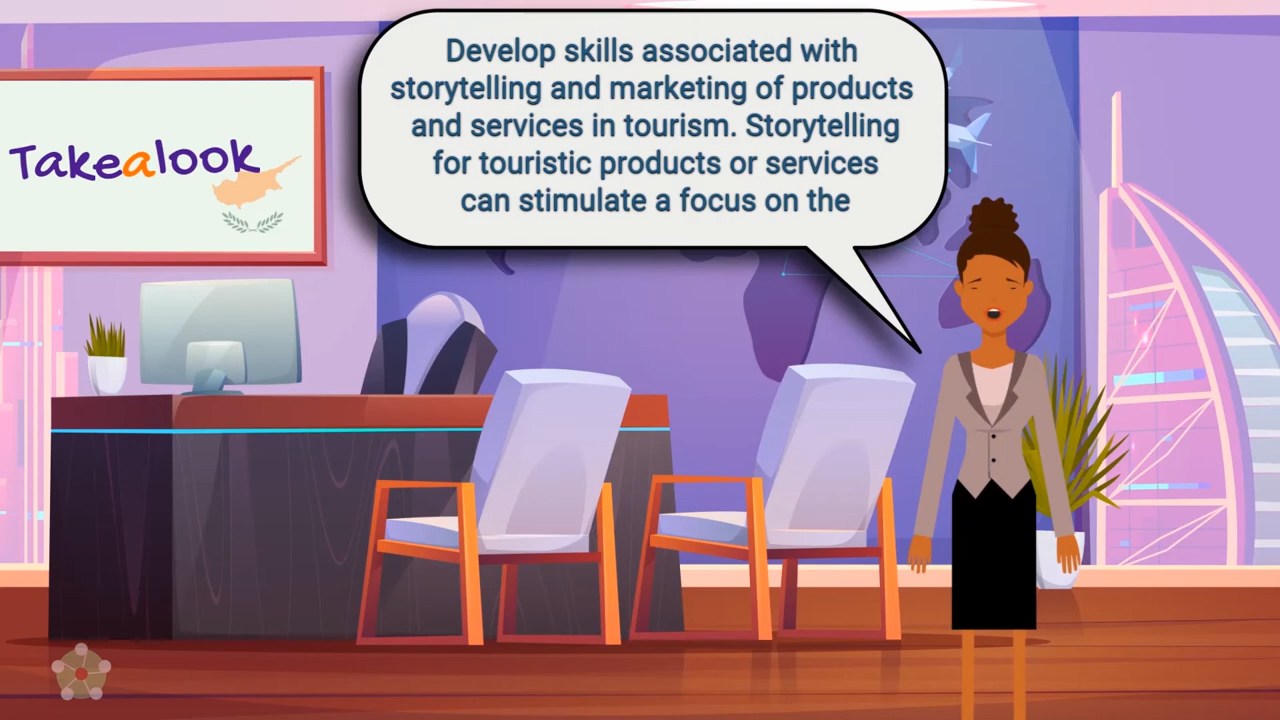 Develop skills associated with
storytelling and marketing of products
and services in tourism. Storytelling
for touristic products or services
can stimulate a focus on the
Takealook